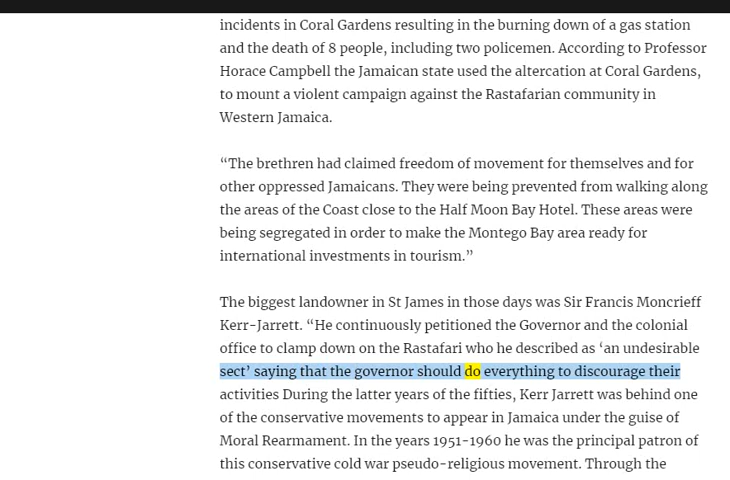 incidents in Coral Gardens resulting in the burning down of a gas station
and the death of 8 people, including two policemen. According to Professor
Horace Campbell the Jamaican state used the altercation at Coral Gardens,
to mount a violent campaign against the Rastafarian community in
Western Jamaica.
“The brethren had claimed freedom of movement for themselves and for
other oppressed Jamaicans. They were being prevented from walking along
the areas of the Coast close to the Half Moon Bay Hotel. These areas were
being segregated in order to make the Montego Bay area ready for
international investments in tourism.”
The biggest landowner in St James in those days was Sir Francis Moncrieff
Kerr-Jarrett. “He continuously petitioned the Governor and the colonial
office to clamp down on the Rastafari who he described as ‘an undesirable
sect’ saying that the governor should do everything to discourage their
activities During the latter years of the fifties, Kerr Jarrett was behind one
of the conservative movements to appear in Jamaica under the guise of
Moral Rearmament. In the years 1951-1960 he was the principal patron of
this conservative cold war pseudo-religious movement. Through the